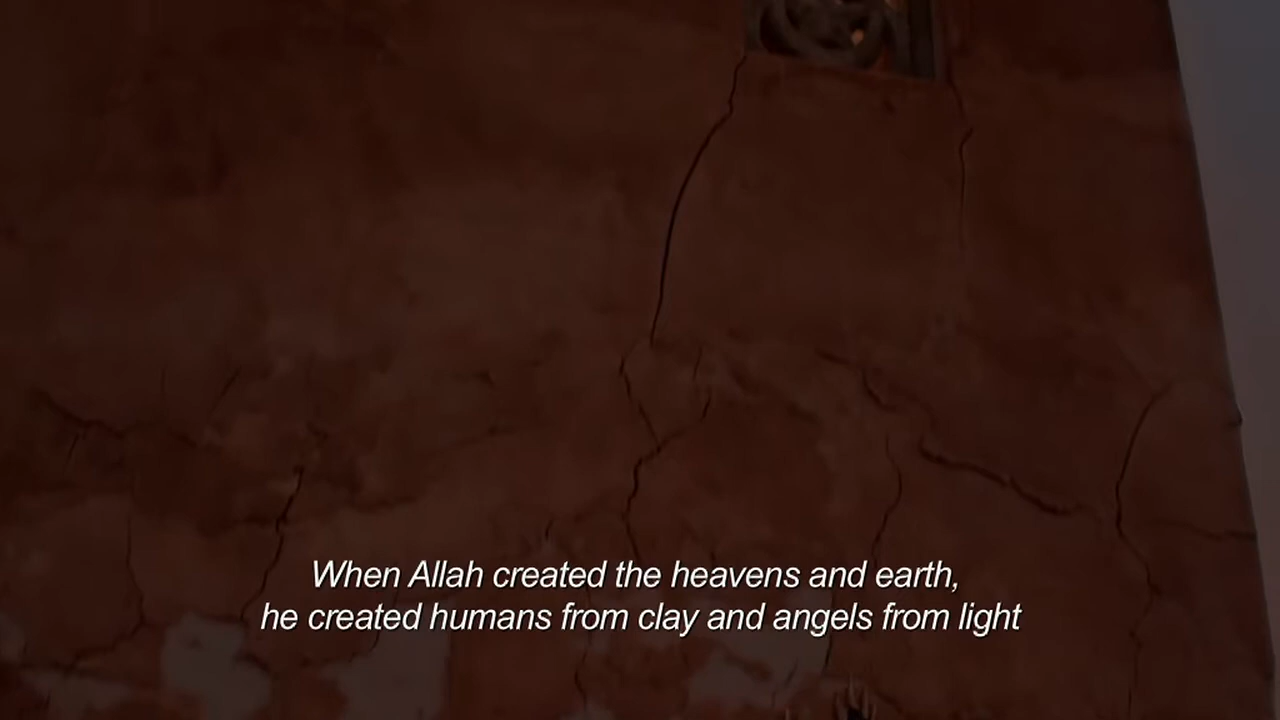 When Allah created the heavens and earth,
he created humans from clay and angels from light